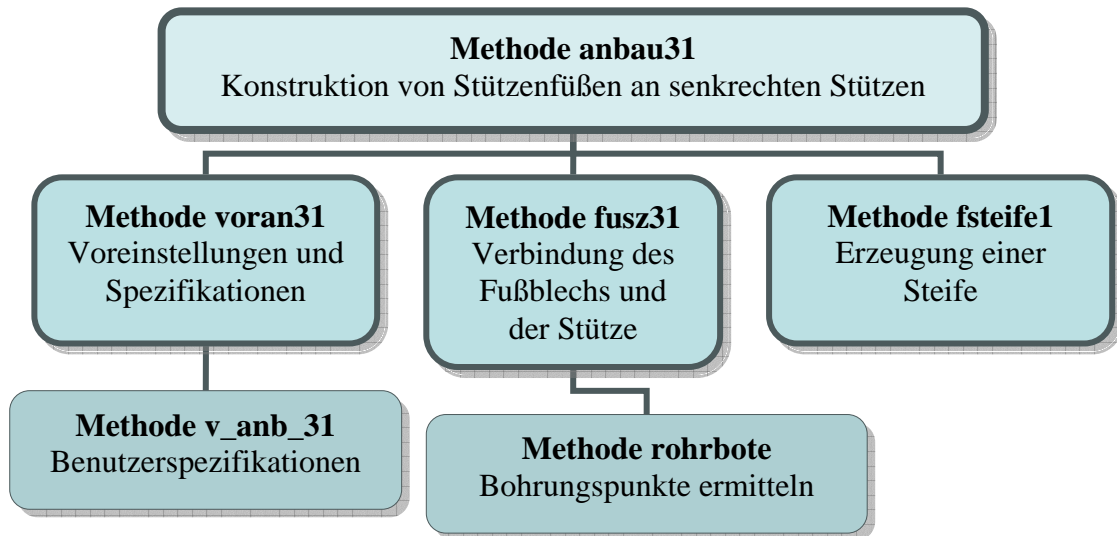 Methode anbau31
Konstruktion von Stützenfüßen an senkrechten Stützen
Methode voran31
Voreinstellungen und
Spezifikationen
Methode fusz31
Verbindung des
Fußblechs und
der Stütze
Methode fsteife1
Erzeugung einer
Steife
Methode v_anb_31
Benutzerspezifikationen
Methode rohrbote
Bohrungspunkte ermitteln